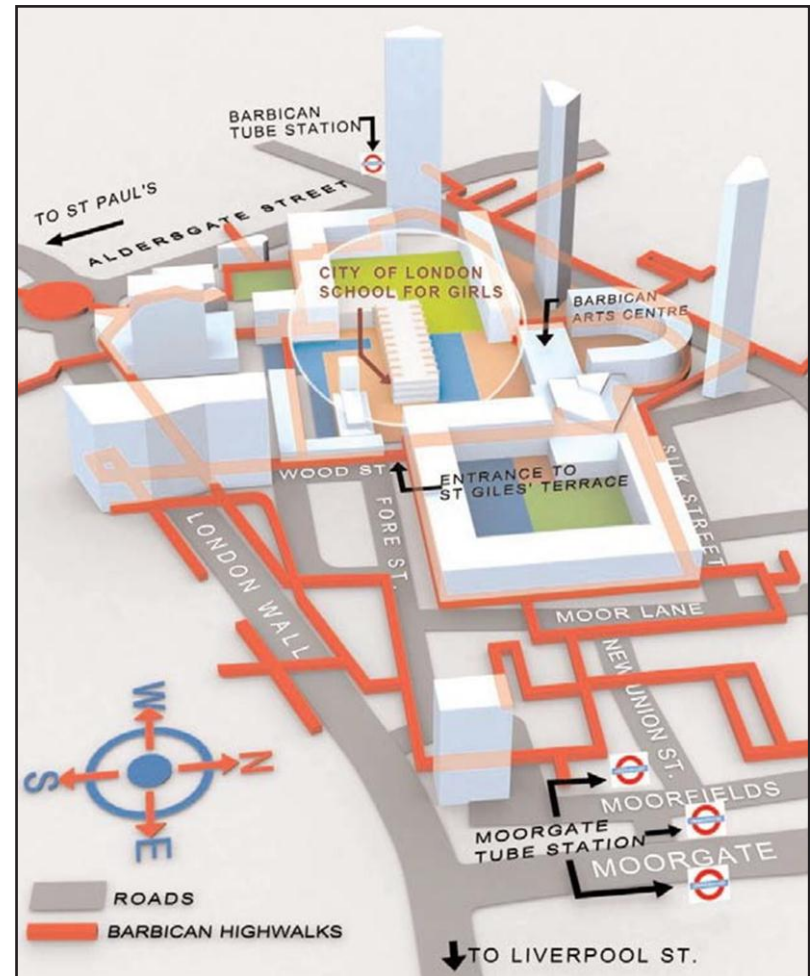 BARBICAN
TUBE STATION
TO ST PAUL'S
ALDERSGATE STREET
CITY OF LONDON
SCHOOL FOR GIRLS
BARBICAN
ARTS CENTRE
WOOD ST.
ENTRANCE TO
ST GILES' TERRACE
SILK STREET
FORE ST.
LONDON WALL
MOOR LANE
NEW UNION ST.
W
S
N
E
MOORFIELDS
MOORGATE
TUBE STATION
MOORGATE
ROADS
BARBICAN HIGHWALKS
TO LIVERPOOL ST.